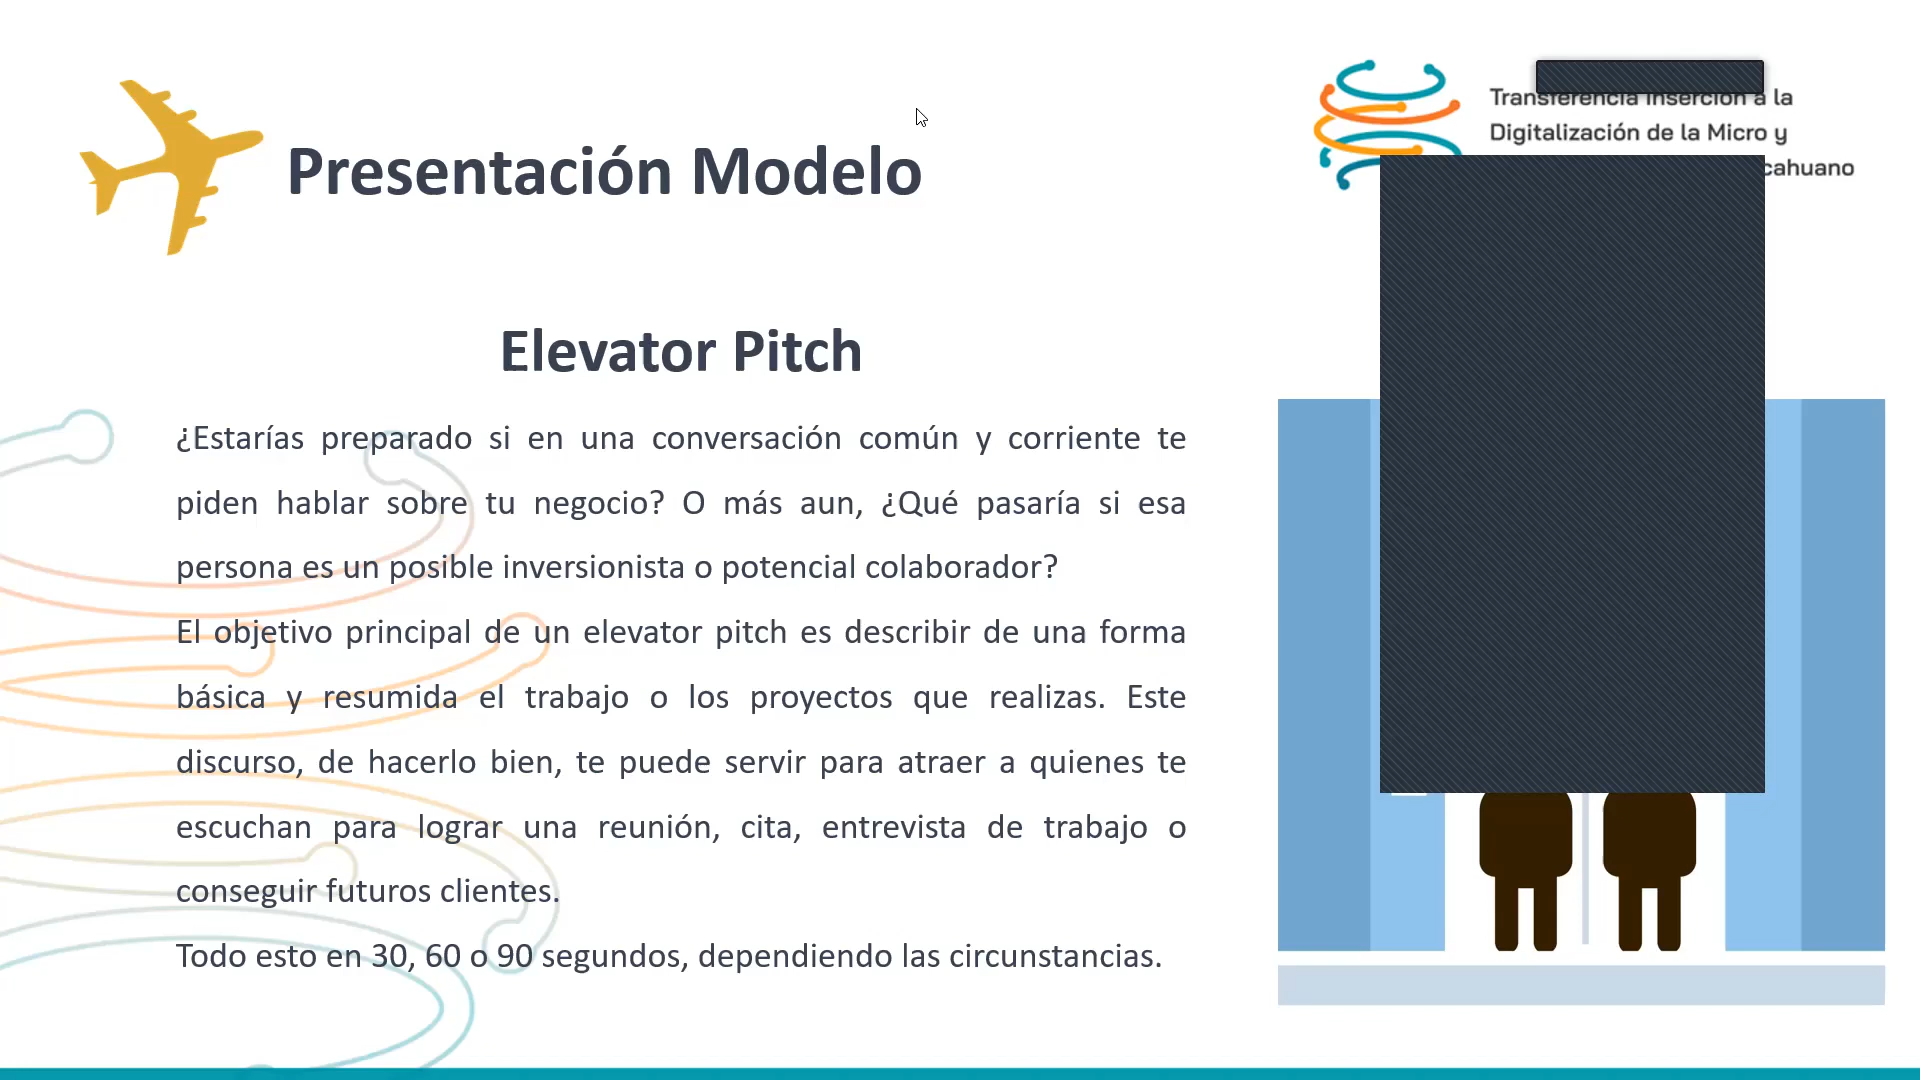 Presentación Modelo
Transferencia Inserción a la
Digitalización de la Micro y
cahuano
Elevator Pitch
¿Estarías preparado si en una conversación común y corriente te
piden hablar sobre tu negocio? O más aun, ¿Qué pasaría si esa
persona es un posible inversionista o potencial colaborador?
El objetivo principal de un elevator pitch es describir de una forma
básica y resumida el trabajo o los proyectos que realizas. Este
discurso, de hacerlo bien, te puede servir para atraer a quienes te
escuchan para lograr una reunión, cita, entrevista de trabajo o
conseguir futuros clientes.
Todo esto en 30, 60 o 90 segundos, dependiendo las circunstancias.